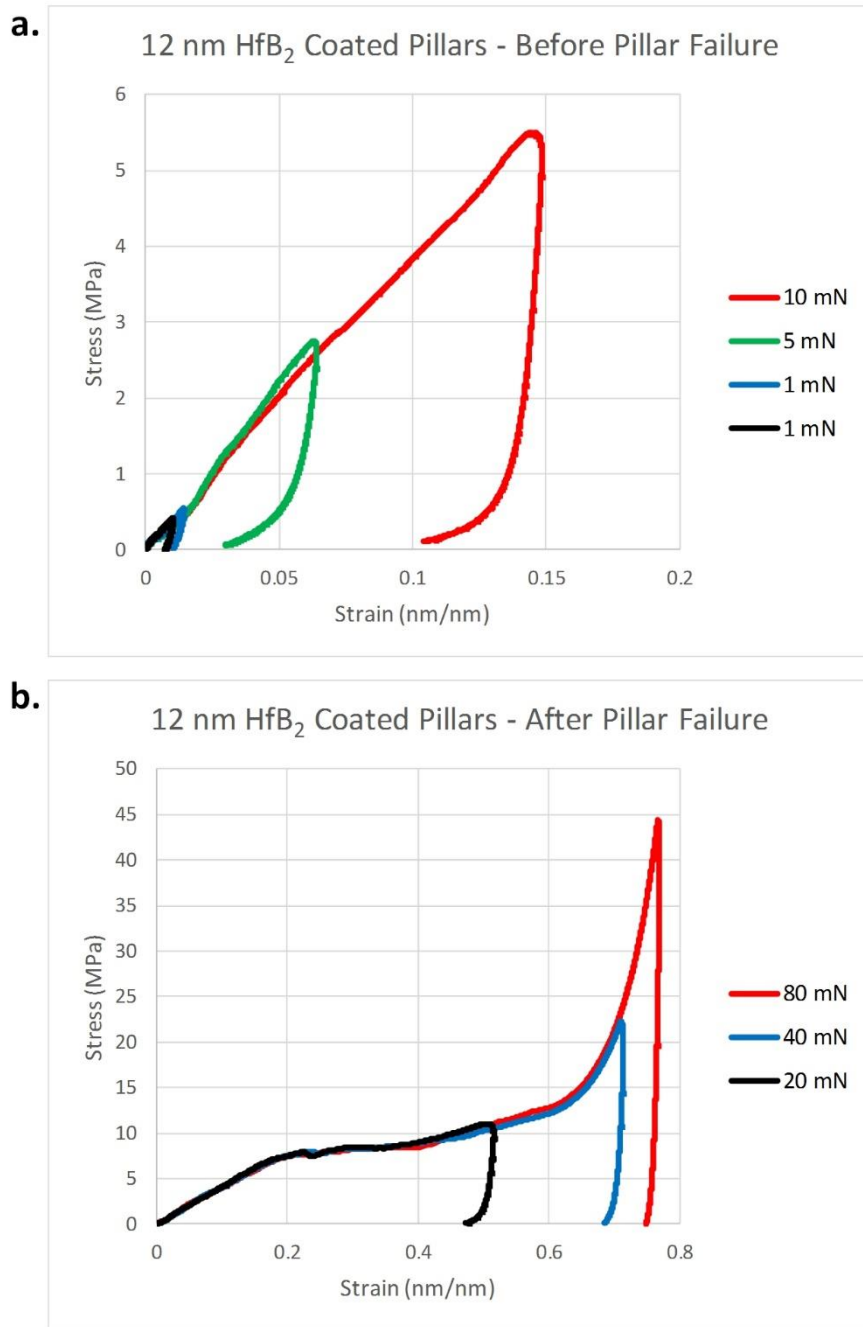 a.
12 nm HfB₂ Coated Pillars - Before Pillar Failure
6
5
4
3
2
1
0
Stress (MPa)
0 0.05 0.1 0.15 0.2
Strain (nm/nm)
10 mN
5 mN
1 mN
1 mN
b.
12 nm HfB₂ Coated Pillars - After Pillar Failure
50
45
40
35
30
25
20
15
10
5
0
Stress (MPa)
0 0.2 0.4 0.6 0.8
Strain (nm/nm)
80 mN
40 mN
20 mN